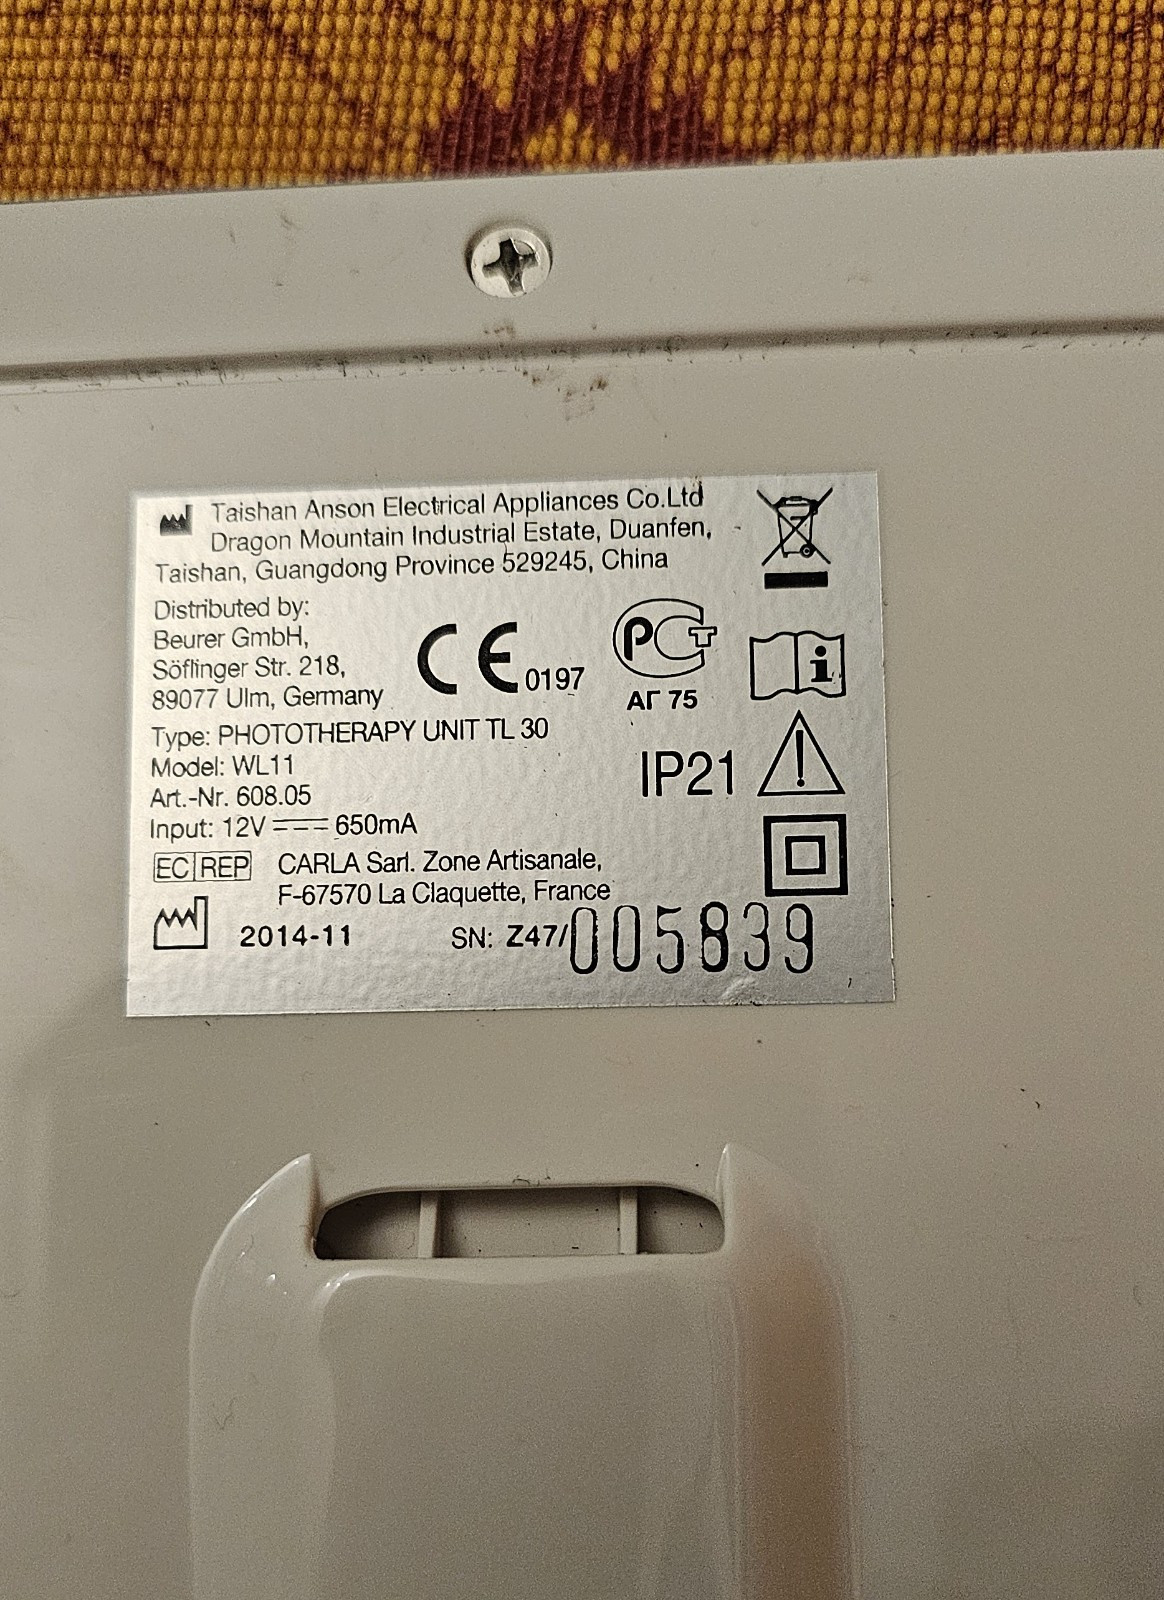 Taishan Anson Electrical Appliances Co.Ltd
Dragon Mountain Industrial Estate, Duanfen,
Taishan, Guangdong Province 529245, China
Distributed by:
Beurer GmbH,
Söflinger Str. 218,
89077 Ulm, Germany
CE 0197
РСТ
АГ 75
Type: PHOTOTHERAPY UNIT TL 30
Model: WL11
Art.-Nr. 608.05
Input: 12V 650mA
IP21
EC REP CARLA Sarl. Zone Artisanale,
F-67570 La Claquette, France
2014-11 SN: Z47/005839